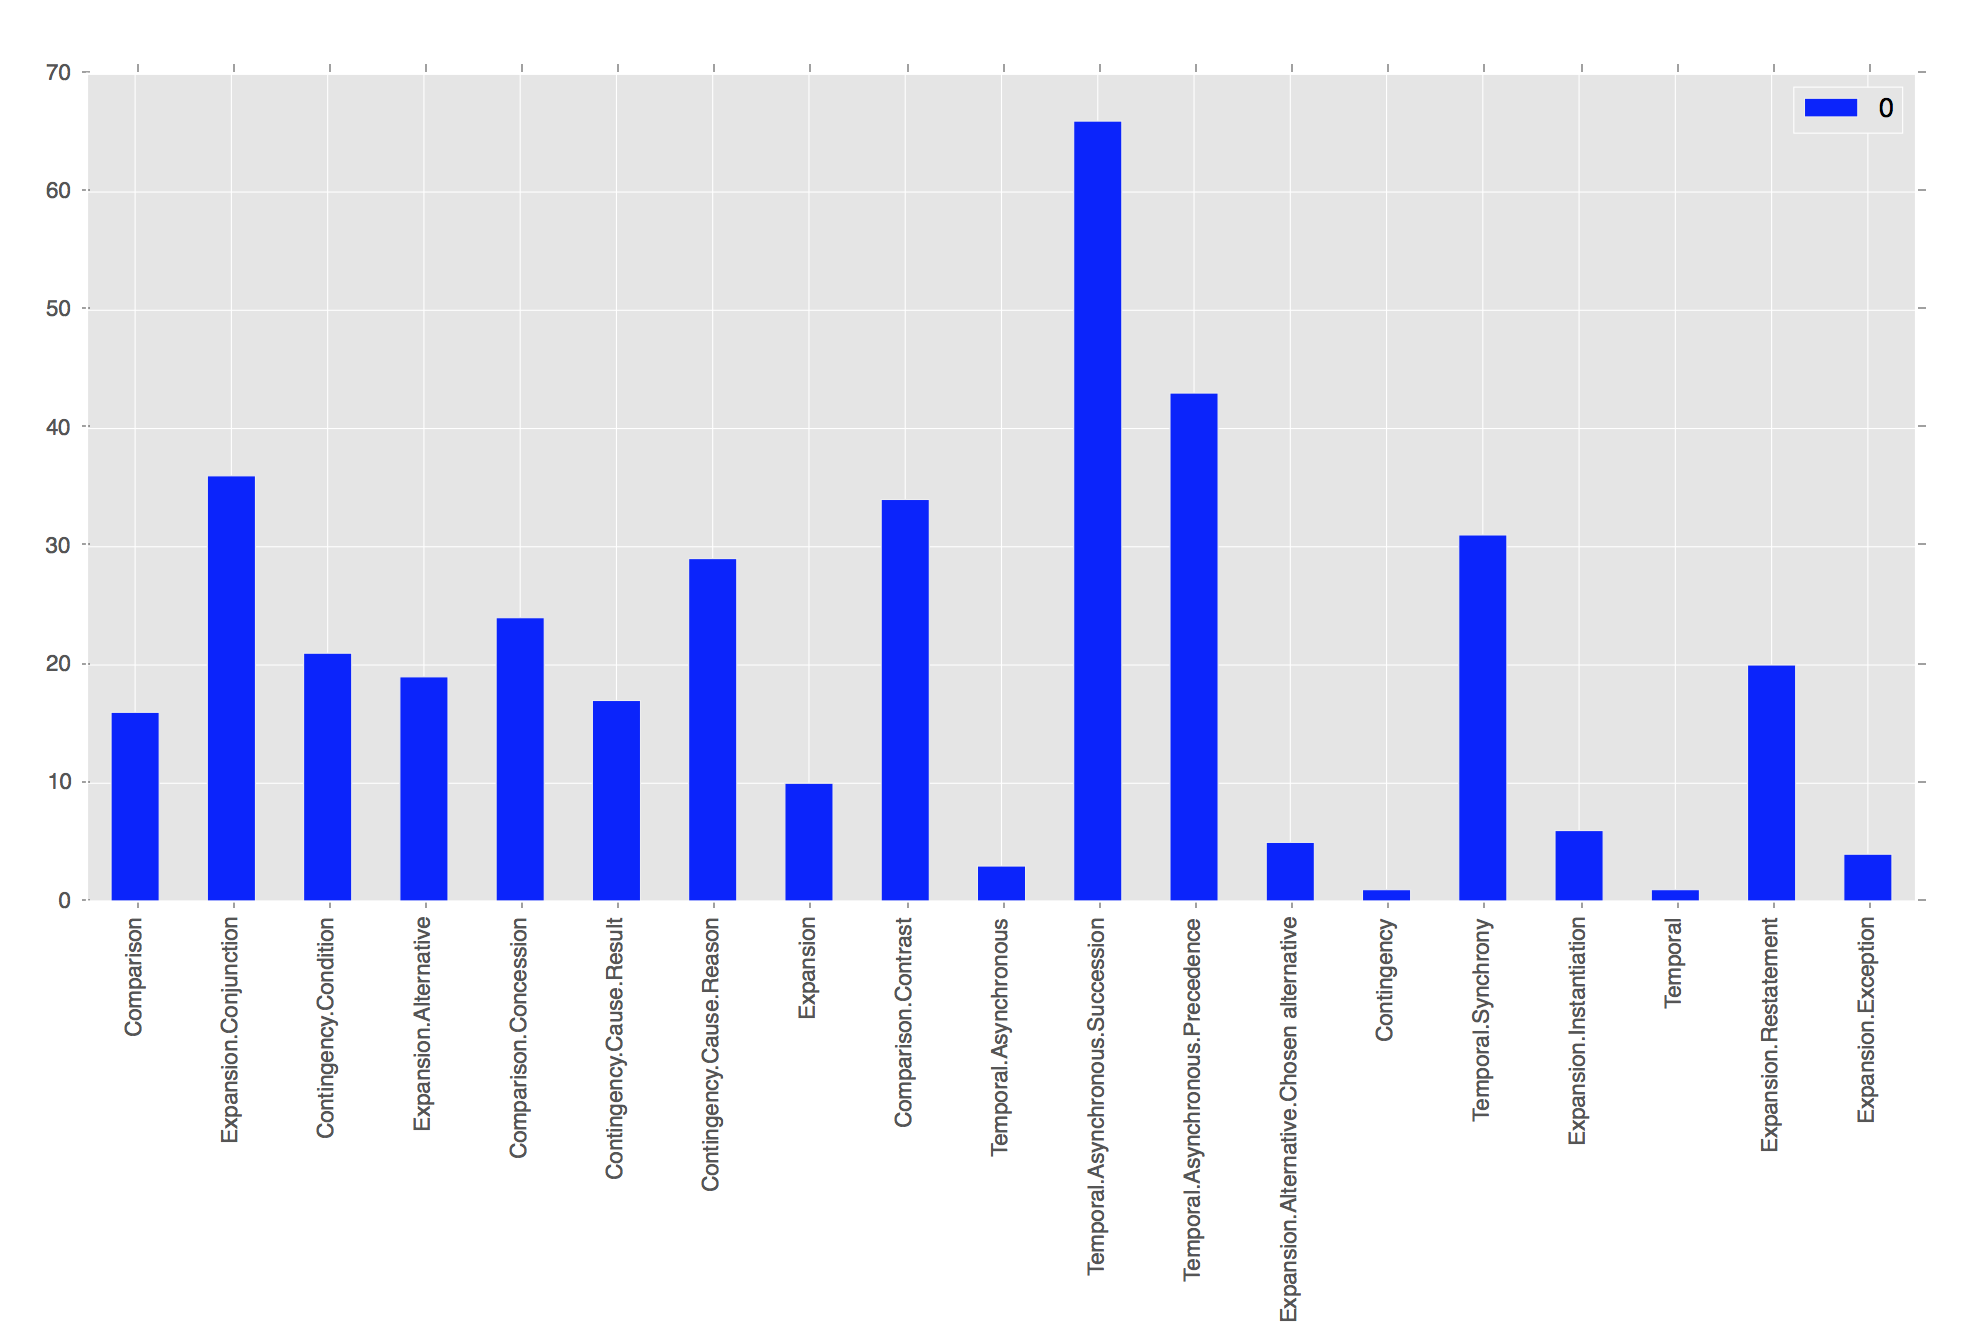 70
60
50
40
30
20
10
0
0
Comparison
Expansion.Conjunction
Contingency.Condition
Expansion.Alternative
Comparison.Concession
Contingency.Cause.Result
Contingency.Cause.Reason
Expansion
Comparison.Contrast
Temporal.Asynchronous
Temporal.Asynchronous.Succession
Temporal.Asynchronous.Precedence
Expansion.Alternative.Chosen alternative
Contingency
Temporal.Synchrony
Expansion.Instantiation
Temporal
Expansion.Restatement
Expansion.Exception